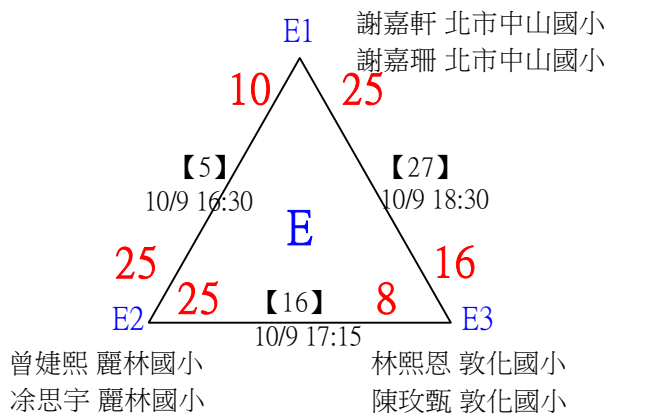 E1
謝嘉軒 北市中山國小
謝嘉珊 北市中山國小
10
25
【5】
10/9 16:30
【27】
10/9 18:30
E
25
16
25
【16】
8
E2
10/9 17:15
E3
曾婕熙 麗林國小
凃思宇 麗林國小
林熙恩 敦化國小
陳玫甄 敦化國小